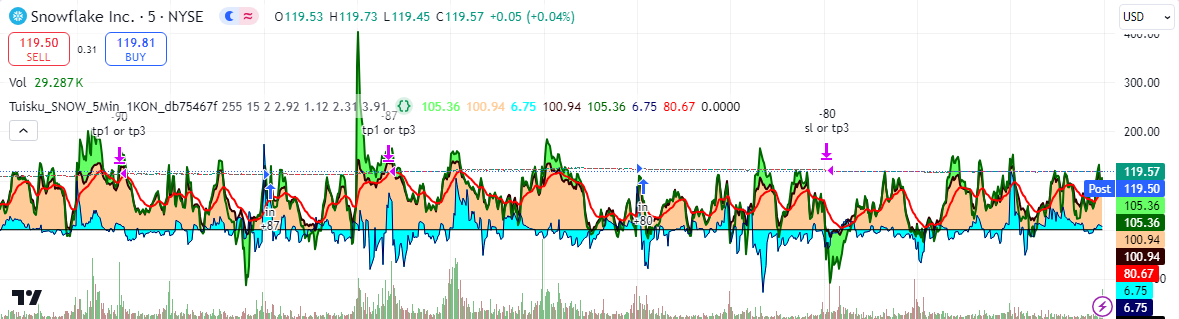 Snowflake Inc. · 5 · NYSE O119.53 H119.73 L119.45 C119.57 +0.05 (+0.04%) USD
119.50 SELL 0.31 119.81 BUY
Vol 29.287K
Tuisku_SNOW_5Min_1KON_db75467f 255 15 2 2.92 1.12 2.31 3.91 {} 105.36 100.94 6.75 100.94 105.36 6.75 80.67 0.0000
-90
tp1 or tp3
-87
tp1 or tp3
-80
sl or tp3
in
+87
in
+80
400.00
300.00
200.00
119.57
Post 119.50
105.36
105.36
100.94
100.94
80.67
6.75
6.75